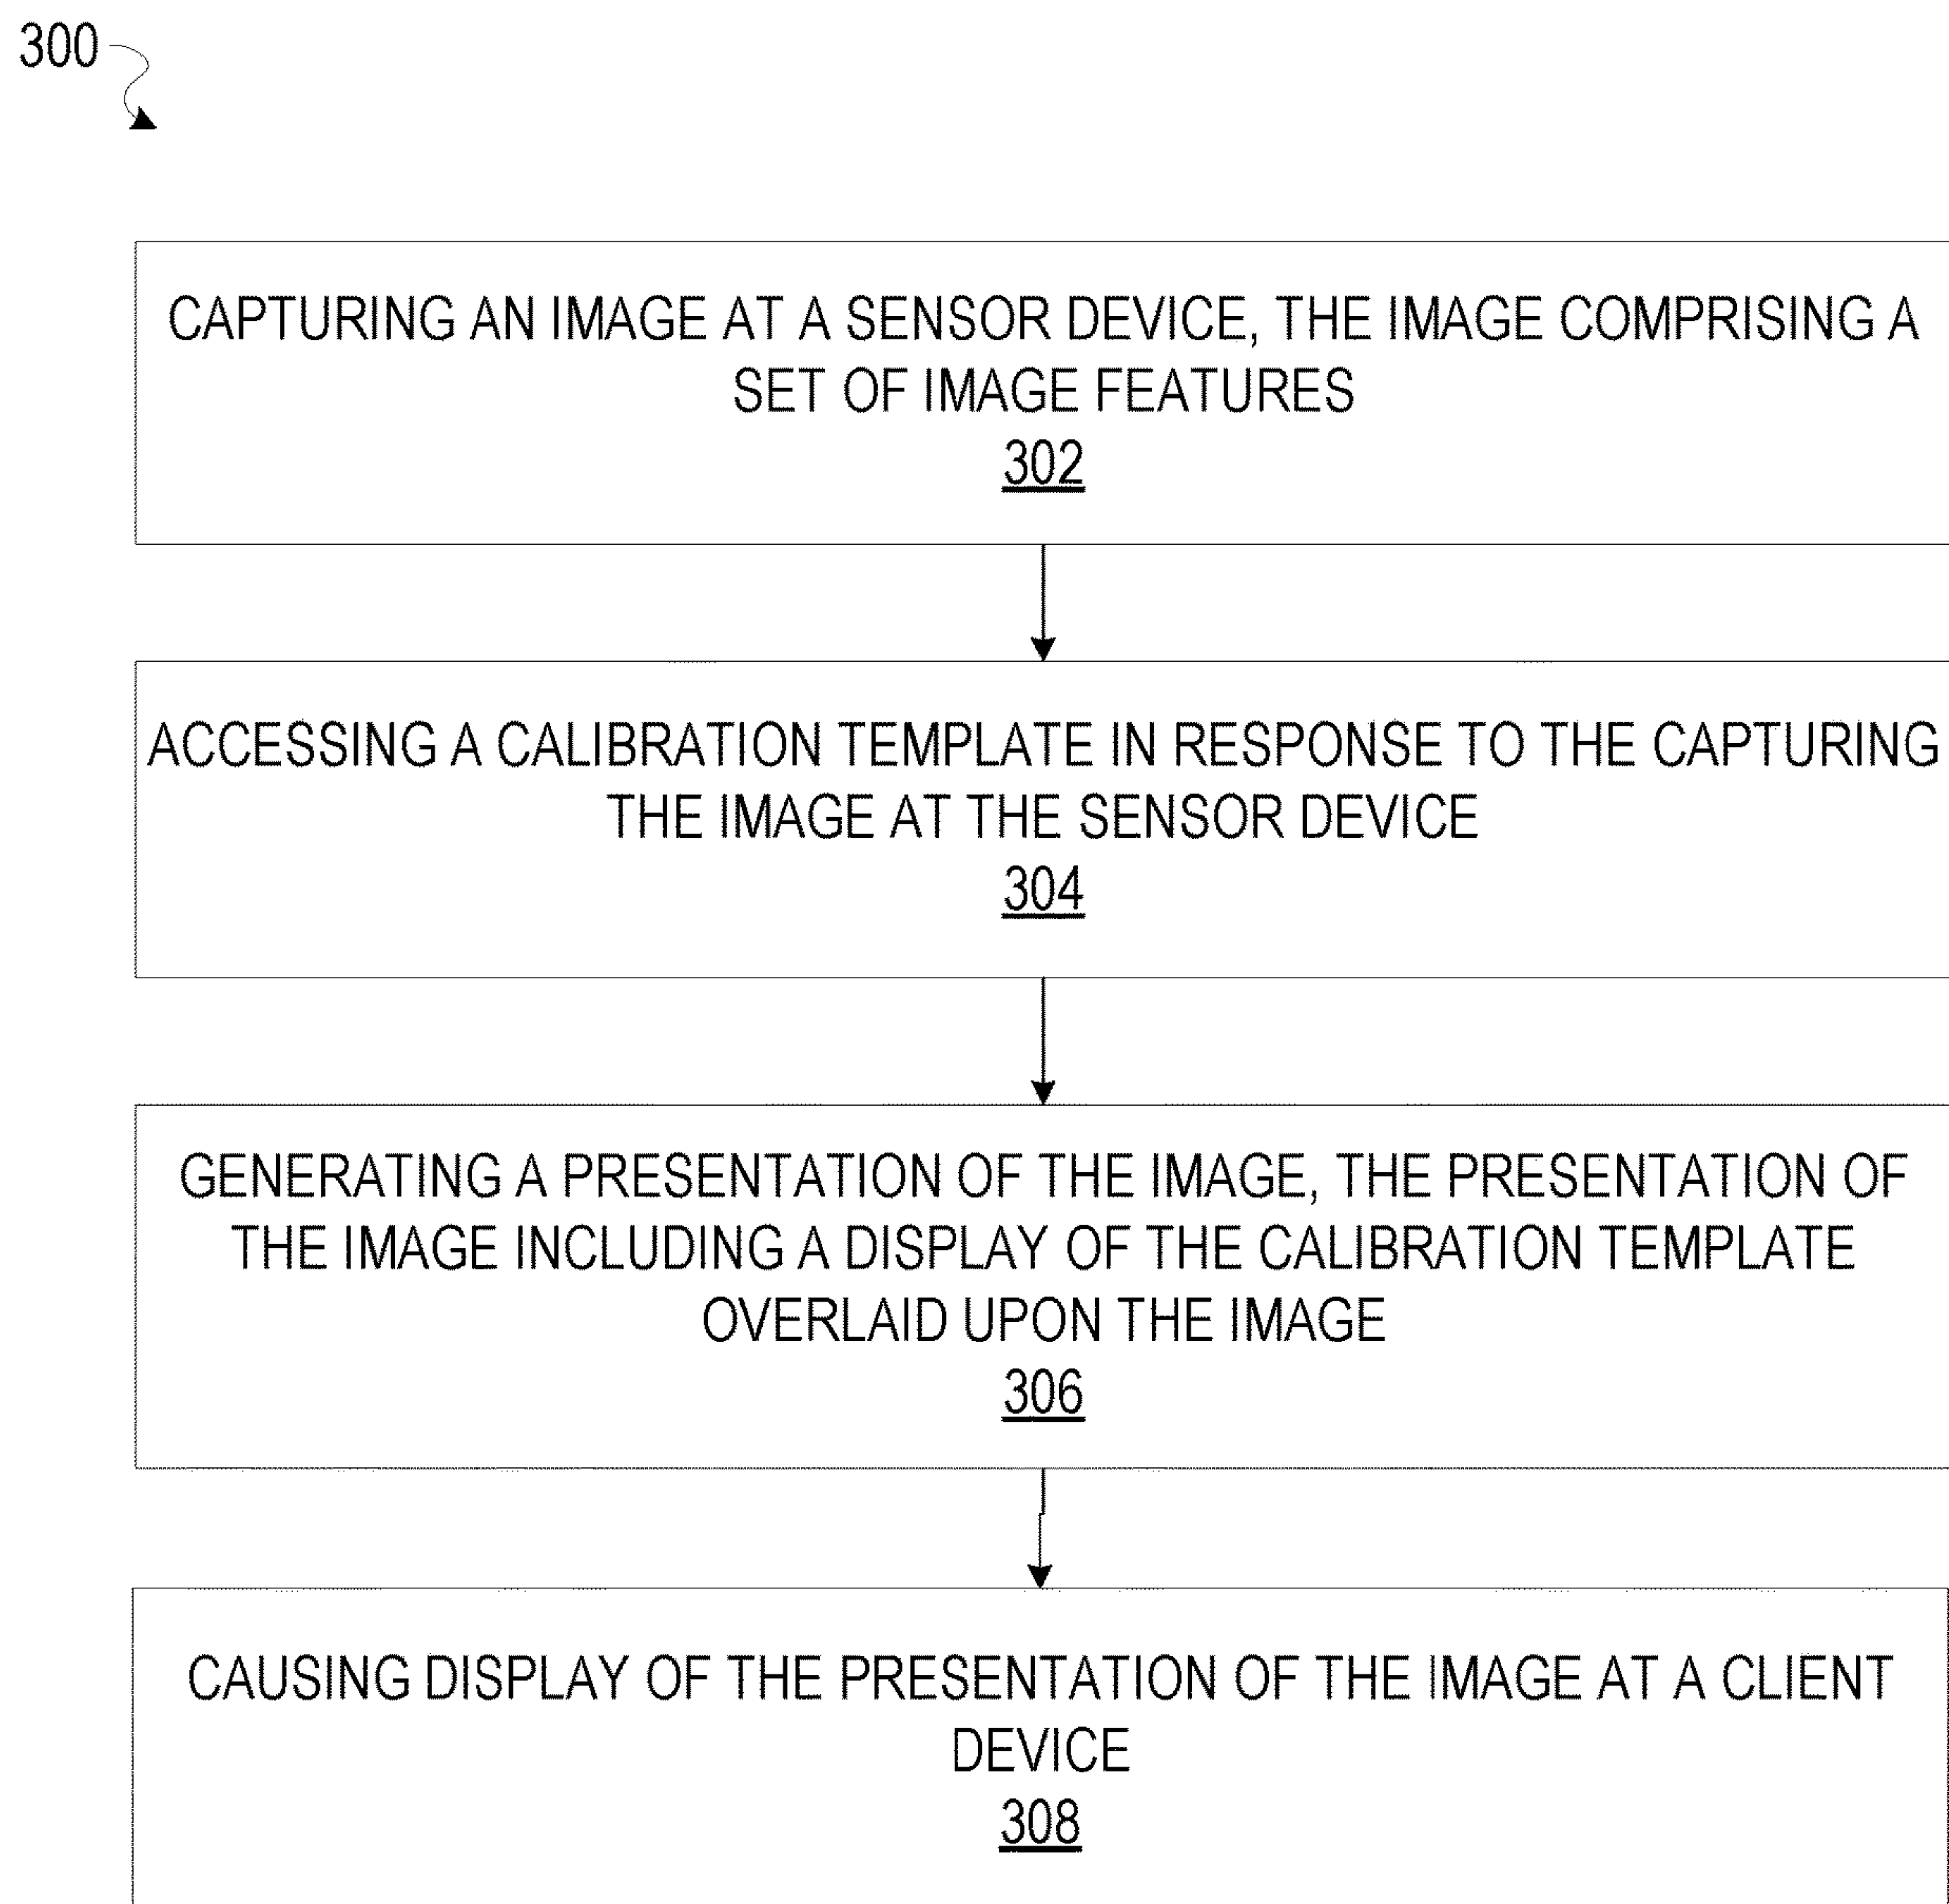 300
CAPTURING AN IMAGE AT A SENSOR DEVICE, THE IMAGE COMPRISING A
SET OF IMAGE FEATURES
302
ACCESSING A CALIBRATION TEMPLATE IN RESPONSE TO THE CAPTURING
THE IMAGE AT THE SENSOR DEVICE
304
GENERATING A PRESENTATION OF THE IMAGE, THE PRESENTATION OF
THE IMAGE INCLUDING A DISPLAY OF THE CALIBRATION TEMPLATE
OVERLAID UPON THE IMAGE
306
CAUSING DISPLAY OF THE PRESENTATION OF THE IMAGE AT A CLIENT
DEVICE
308